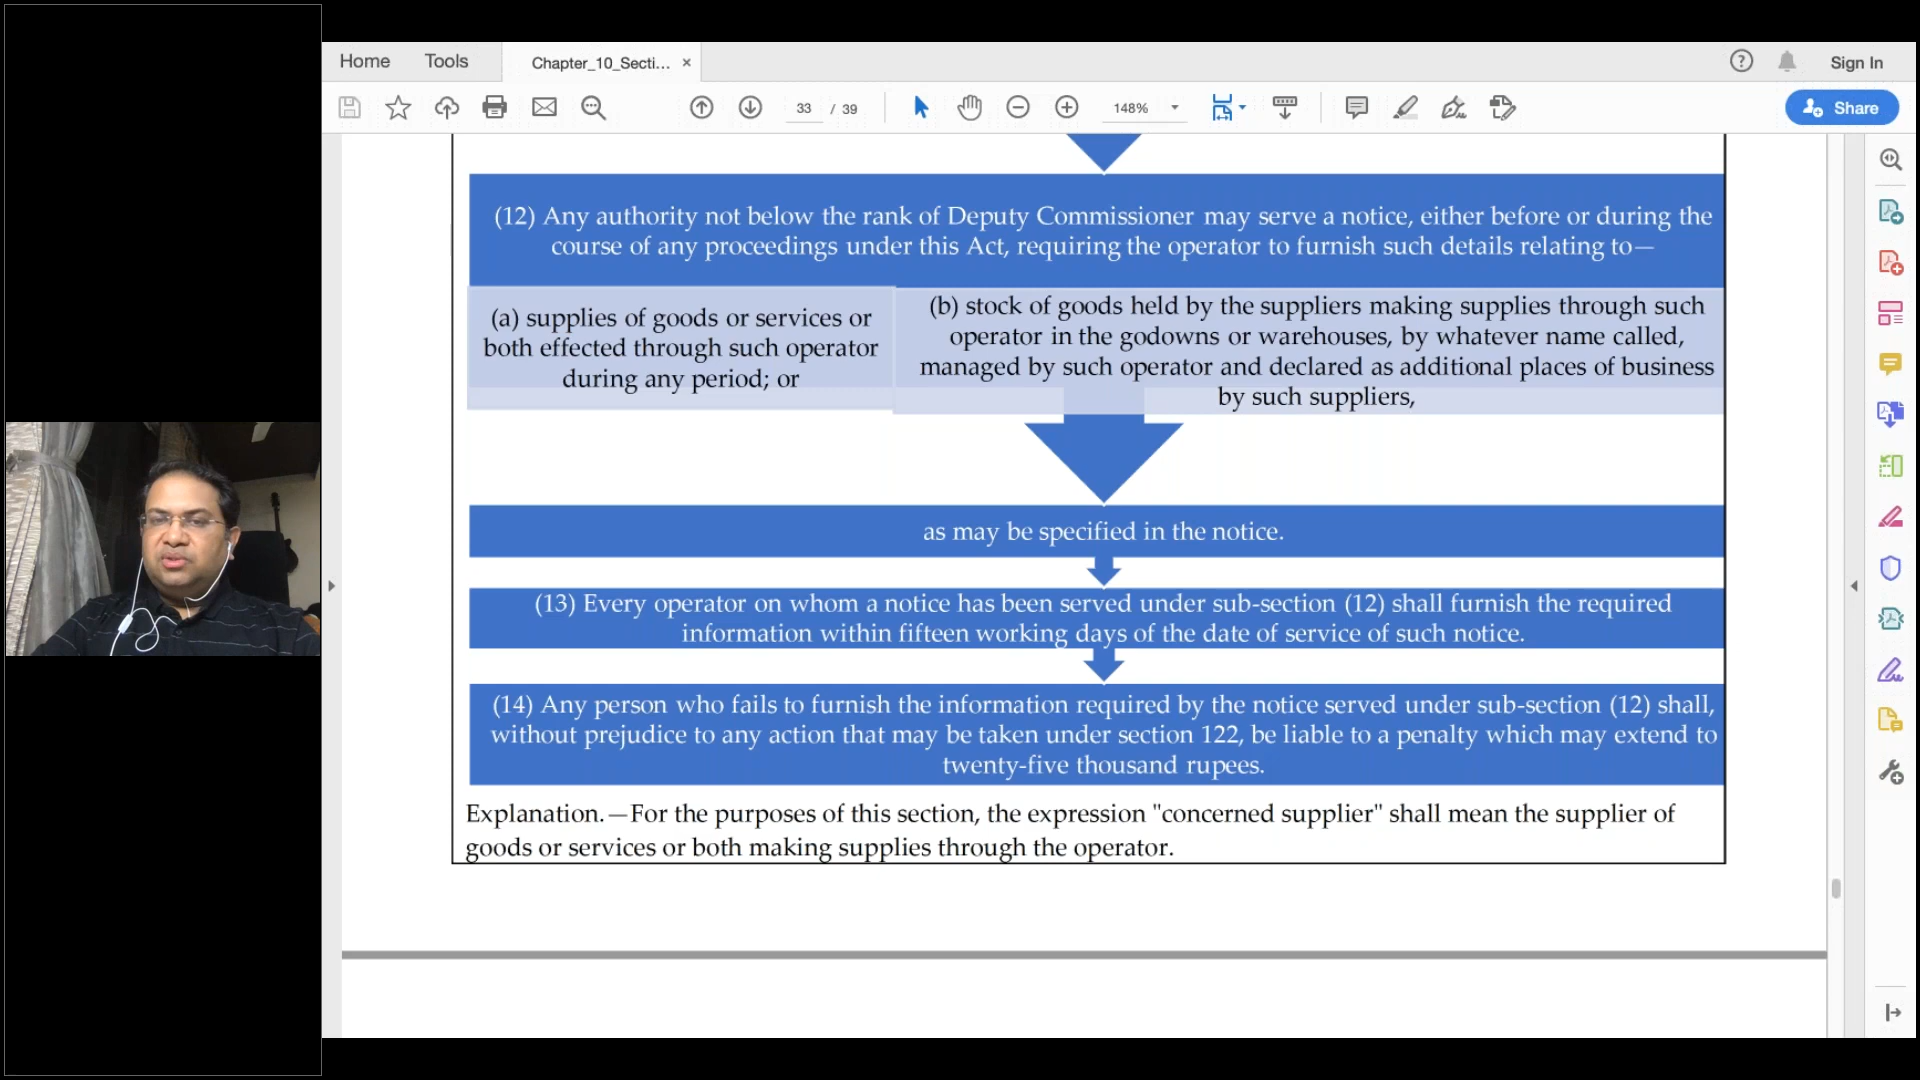 Home
Tools
Chapter_10_Secti... ×
Sign In
33 / 39
148%
Share
(12) Any authority not below the rank of Deputy Commissioner may serve a notice, either before or during the
course of any proceedings under this Act, requiring the operator to furnish such details relating to—
(a) supplies of goods or services or
both effected through such operator
during any period; or
(b) stock of goods held by the suppliers making supplies through such
operator in the godowns or warehouses, by whatever name called,
managed by such operator and declared as additional places of business
by such suppliers,
as may be specified in the notice.
(13) Every operator on whom a notice has been served under sub-section (12) shall furnish the required
information within fifteen working days of the date of service of such notice.
(14) Any person who fails to furnish the information required by the notice served under sub-section (12) shall,
without prejudice to any action that may be taken under section 122, be liable to a penalty which may extend to
twenty-five thousand rupees.
Explanation.—For the purposes of this section, the expression "concerned supplier" shall mean the supplier of
goods or services or both making supplies through the operator.